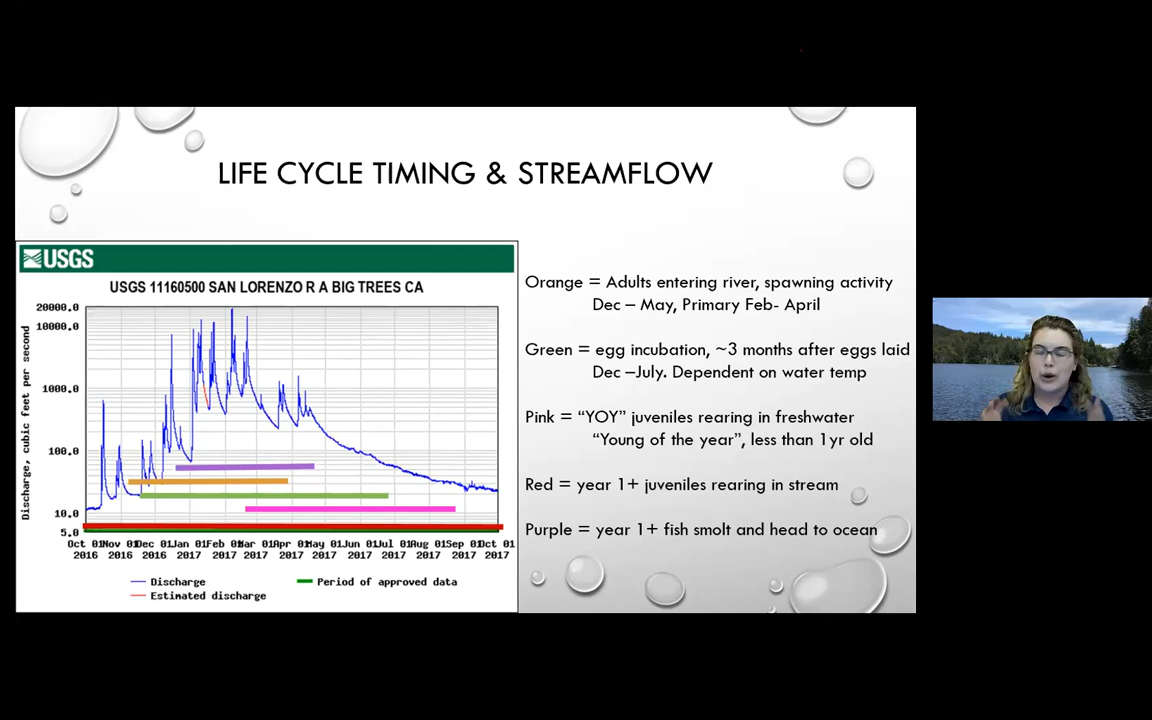 LIFE CYCLE TIMING & STREAMFLOW
USGS
USGS 11160500 SAN LORENZO R A BIG TREES CA
Discharge, cubic feet per second
20000.0
10000.0
1000.0
100.0
10.0
5.0
Oct 01 Nov 01 Dec 01 Jan 01 Feb 01 Mar 01 Apr 01 May 01 Jun 01 Jul 01 Aug 01 Sep 01 Oct 01
2016 2016 2016 2017 2017 2017 2017 2017 2017 2017 2017 2017 2017
Discharge
Estimated discharge
Period of approved data
Orange = Adults entering river, spawning activity
Dec – May, Primary Feb- April
Green = egg incubation, ~3 months after eggs laid
Dec –July. Dependent on water temp
Pink = “YOY” juveniles rearing in freshwater
“Young of the year”, less than 1yr old
Red = year 1+ juveniles rearing in stream
Purple = year 1+ fish smolt and head to ocean